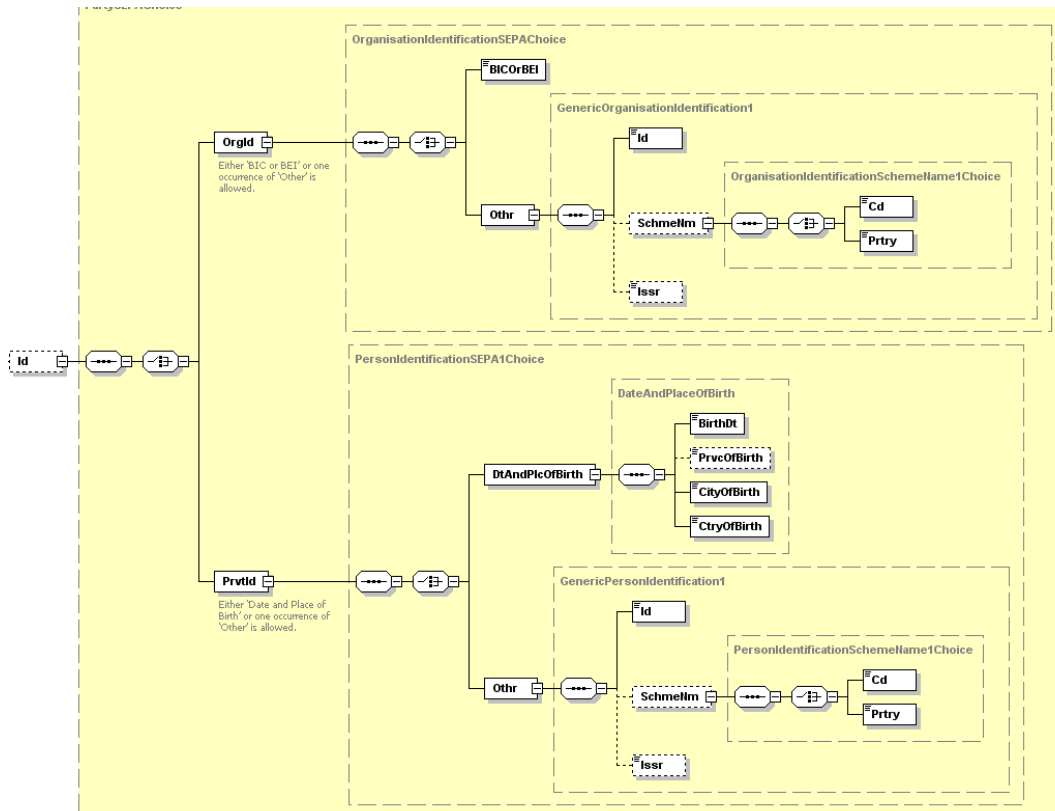 PartySEPAChoice
OrganisationIdentificationSEPAChoice
BICOrBEI
GenericOrganisationIdentification1
Id
OrgId
Either 'BIC or BEI' or one
occurrence of 'Other' is
allowed.
OrganisationIdentificationSchemeName1Choice
Cd
Othr
SchmeNm
Prtry
Issr
Id
PersonIdentificationSEPA1Choice
DateAndPlaceOfBirth
BirthDt
PrvcOfBirth
DtAndPlcOfBirth
CityOfBirth
CtryOfBirth
PrvtId
Either 'Date and Place of
Birth' or one occurrence of
'Other' is allowed.
GenericPersonIdentification1
Id
PersonIdentificationSchemeName1Choice
Cd
Othr
SchmeNm
Prtry
Issr